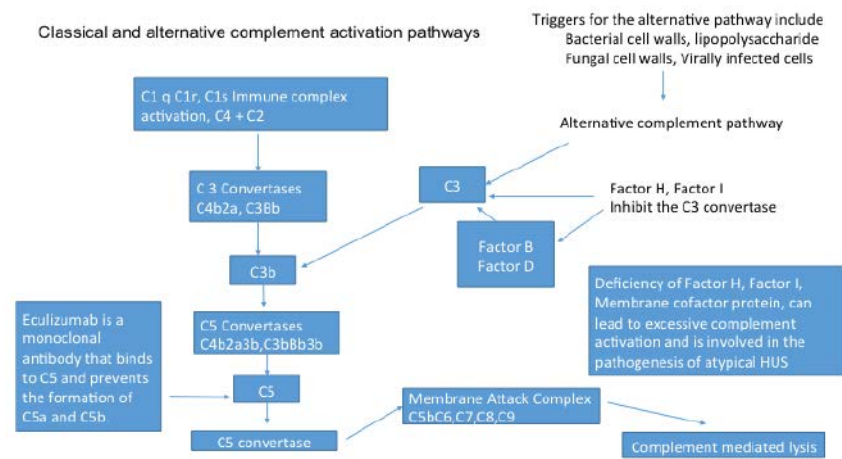 Classical and alternative complement activation pathways
Triggers for the alternative pathway include
Bacterial cell walls, lipopolysaccharide
Fungal cell walls, Virally infected cells
C1 q C1r, C1s Immune complex
activation, C4 + C2
Alternative complement pathway
C 3 Convertases
C4b2a, C3Bb
C3
Factor H, Factor I
Inhibit the C3 convertase
Factor B
Factor D
C3b
Deficiency of Factor H, Factor I,
Membrane cofactor protein, can
lead to excessive complement
activation and is involved in the
pathogenesis of atypical HUS
Eculizumab is a
monoclonal
antibody that binds
to C5 and prevents
the formation of
C5a and C5b.
C5 Convertases
C4b2a3b,C3bBb3b
C5
C5 convertase
Membrane Attack Complex
C5bC6,C7,C8,C9
Complement mediated lysis